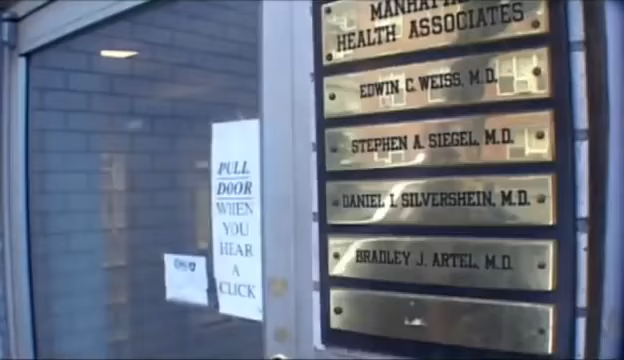 HEALTH ASSOCIATES
EDWIN C. WEISS, M.D.
STEPHEN A. SIEGEL, M.D.
DANIEL I. SILVERSHEIN, M.D.
BRADLEY J. ARTEL, M.D.
PULL
DOOR
WHEN
YOU
HEAR
A
CLICK